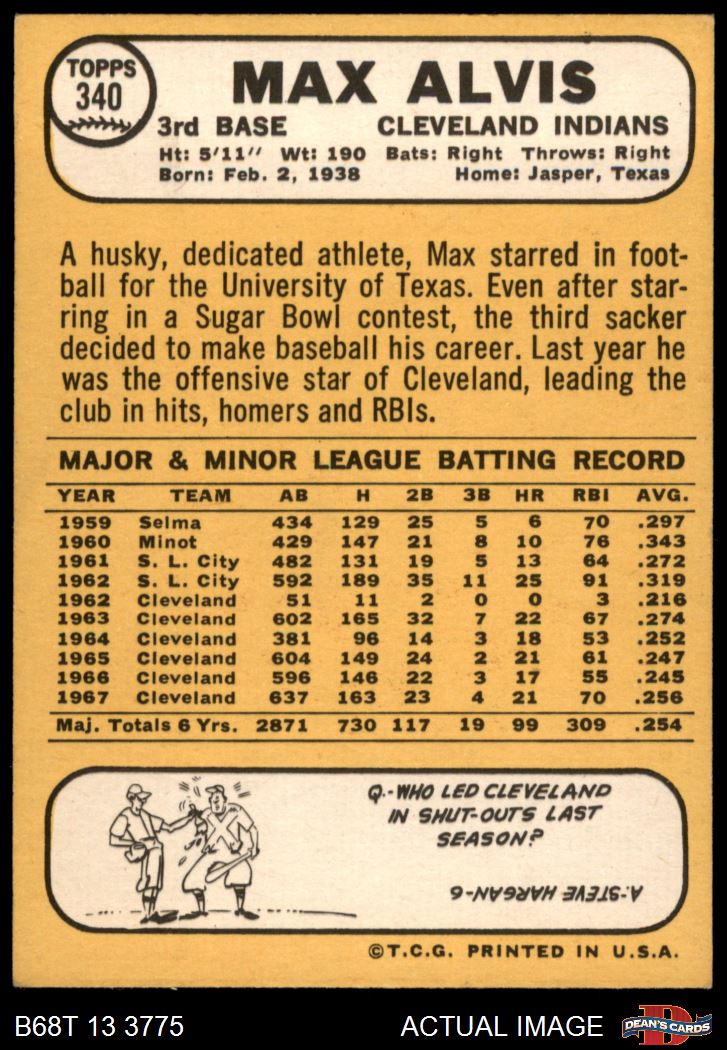 TOPPS
340
MAX ALVIS
3rd BASE CLEVELAND INDIANS
Ht: 5'11'' Wt: 190 Bats: Right Throws: Right
Born: Feb. 2, 1938 Home: Jasper, Texas
A husky, dedicated athlete, Max starred in foot-
ball for the University of Texas. Even after star-
ring in a Sugar Bowl contest, the third sacker
decided to make baseball his career. Last year he
was the offensive star of Cleveland, leading the
club in hits, homers and RBIs.
MAJOR & MINOR LEAGUE BATTING RECORD
YEAR TEAM AB H 2B 3B HR RBI AVG.
1959 Selma 434 129 25 5 6 70 .297
1960 Minot 429 147 21 8 10 76 .343
1961 S. L. City 482 131 19 5 13 64 .272
1962 S. L. City 592 189 35 11 25 91 .319
1962 Cleveland 51 11 2 0 0 3 .216
1963 Cleveland 602 165 32 7 22 67 .274
1964 Cleveland 381 96 14 3 18 53 .252
1965 Cleveland 604 149 24 2 21 61 .247
1966 Cleveland 596 146 22 3 17 55 .245
1967 Cleveland 637 163 23 4 21 70 .256
Maj. Totals 6 Yrs. 2871 730 117 19 99 309 .254
Q.-WHO LED CLEVELAND
IN SHUT-OUTS LAST
SEASON?
A.-STEVE HARGAN-6
©T.C.G. PRINTED IN U.S.A.
B68T 13 3775 ACTUAL IMAGE
D
DEAN'S CARDS